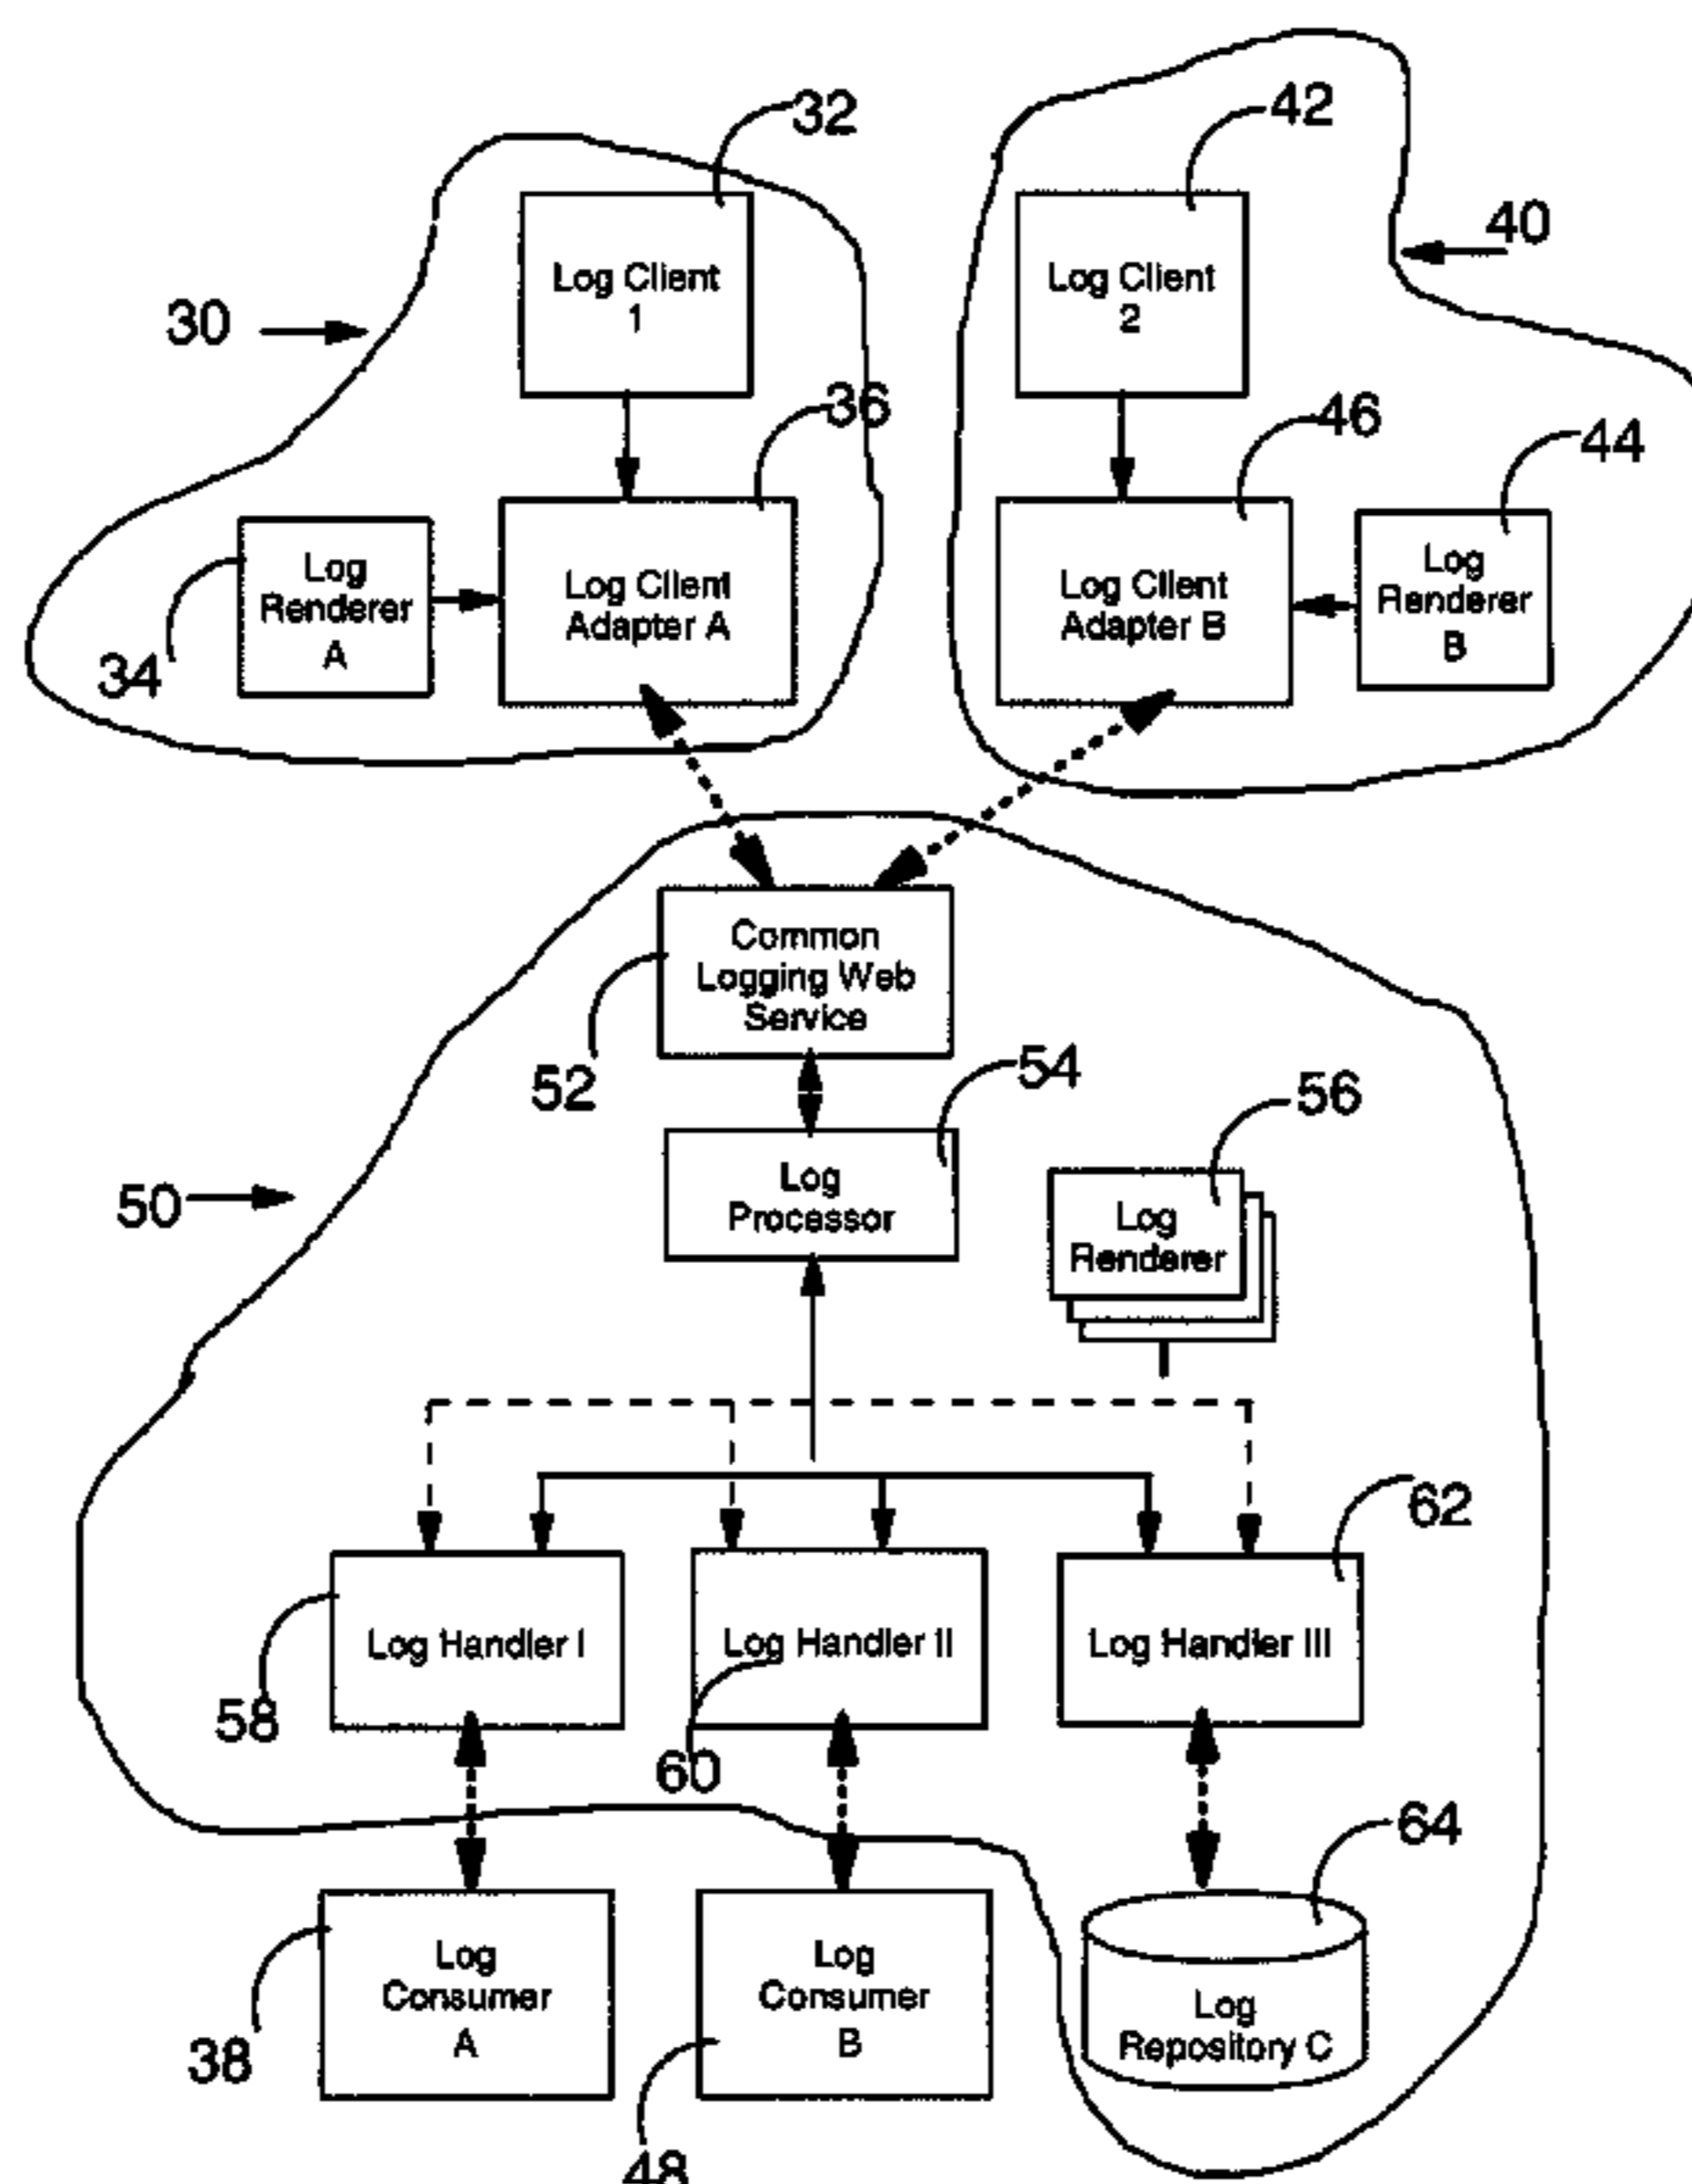 32
42
40
Log Client
1
Log Client
2
30
36
46
44
Log
Renderer
A
Log Client
Adapter A
Log Client
Adapter B
Log
Renderer
B
34
Common
Logging Web
Service
52
54
56
50
Log
Processor
Log
Renderer
62
Log Handler I
Log Handler II
Log Handler III
58
60
64
Log
Consumer
A
Log
Consumer
B
Log
Repository C
38
48